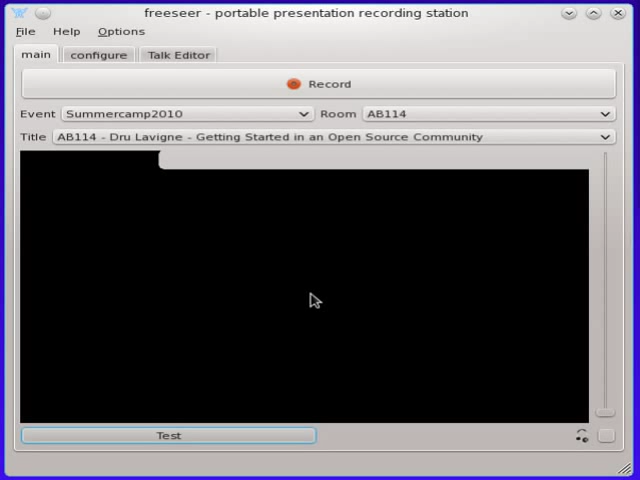 freeseer - portable presentation recording station
File Help Options
main configure Talk Editor
Record
Event Summercamp2010 Room AB114
Title AB114 - Dru Lavigne - Getting Started in an Open Source Community
Test